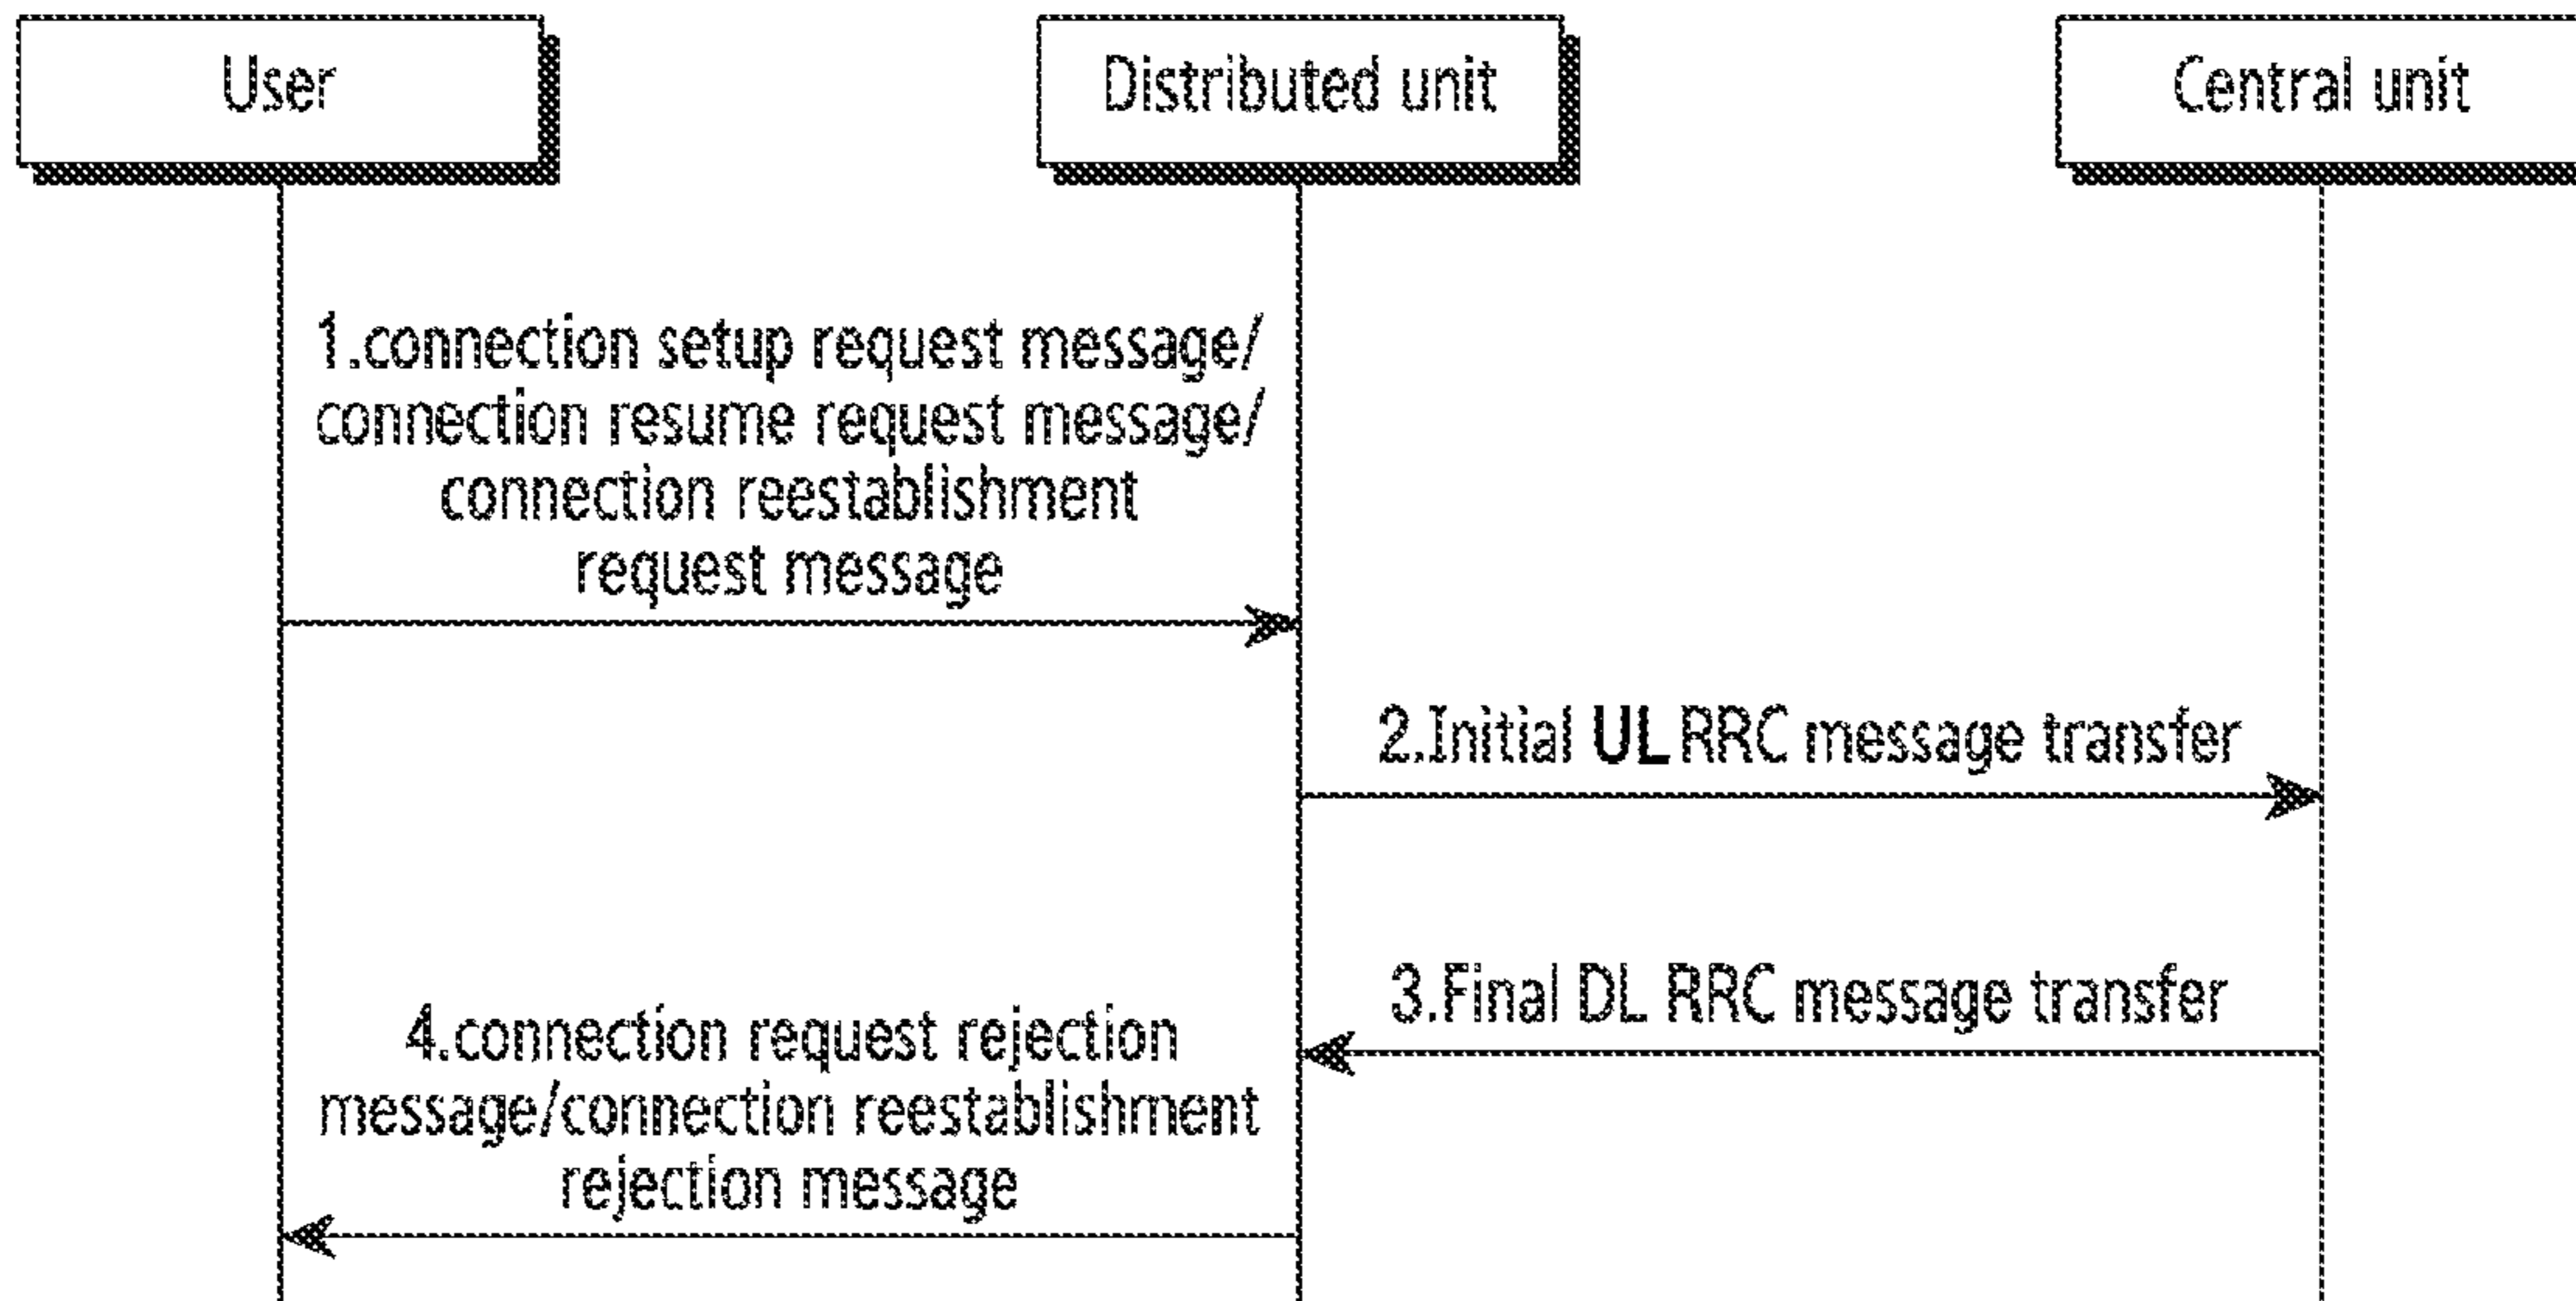 User
Distributed unit
Central unit
1.connection setup request message/
connection resume request message/
connection reestablishment
request message
2.Initial UL RRC message transfer
3.Final DL RRC message transfer
4.connection request rejection
message/connection reestablishment
rejection message